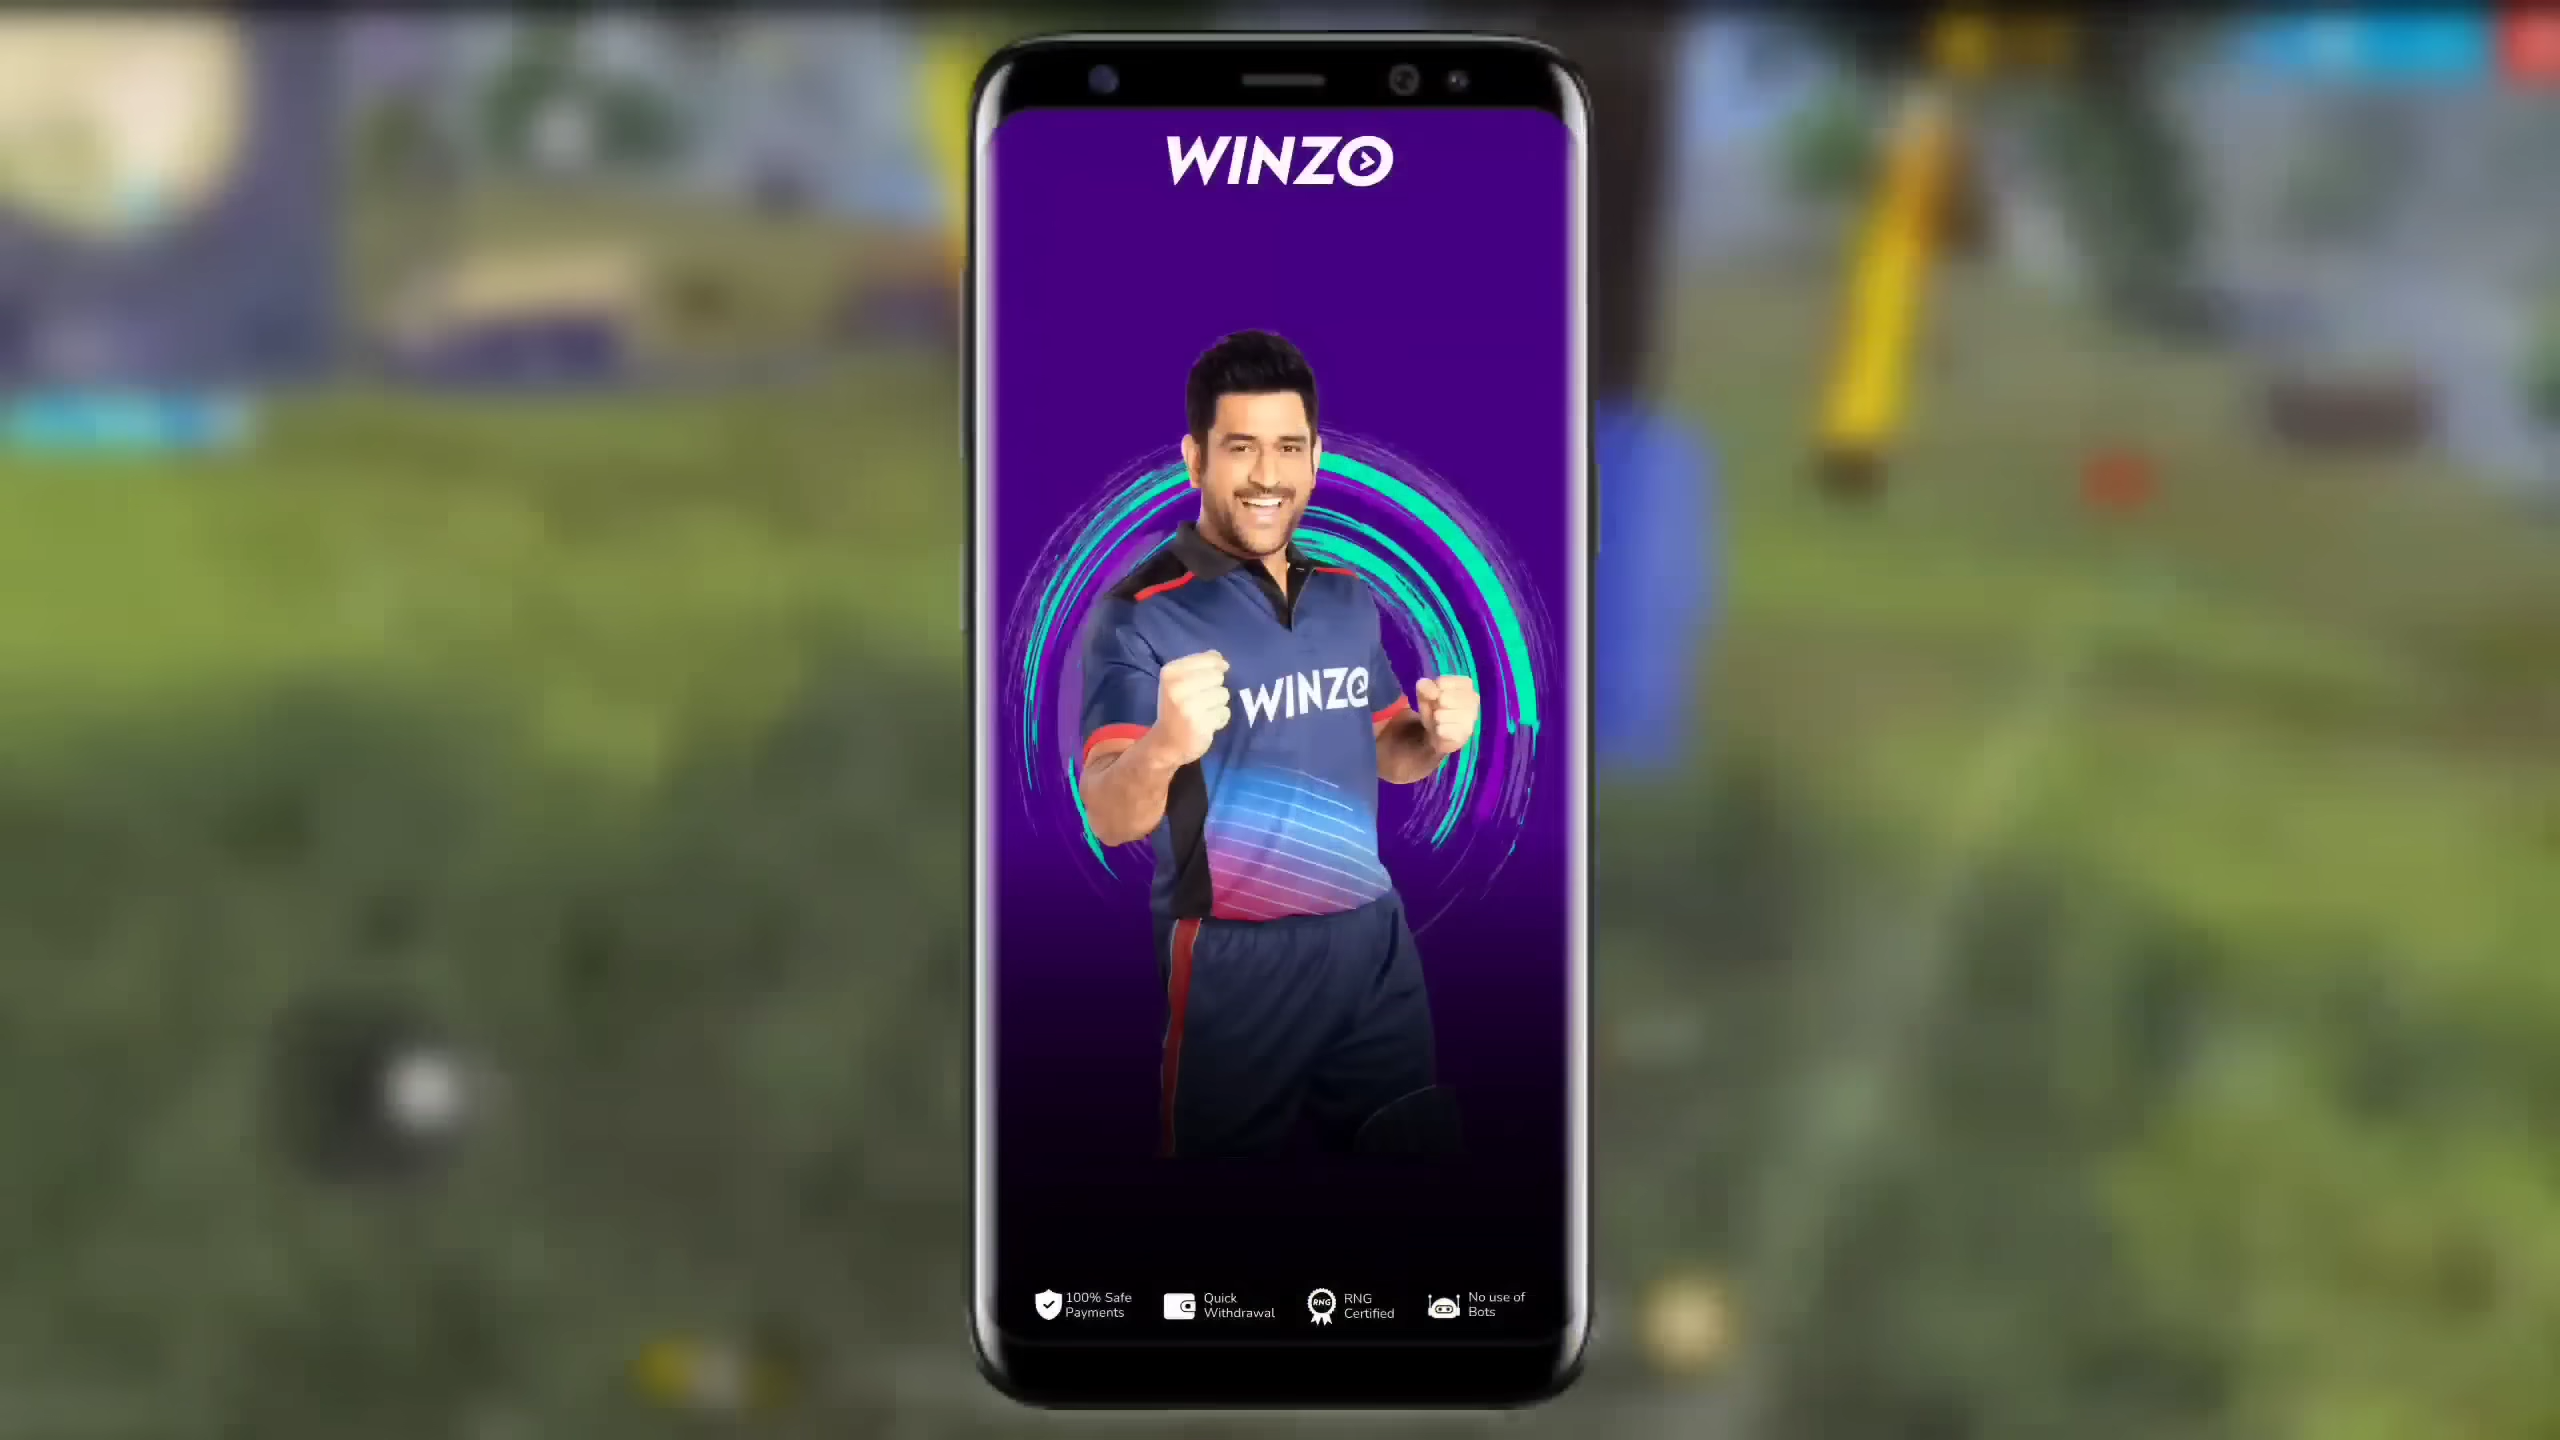 WINZO
WINZO
100% Safe
Payments
Quick
Withdrawal
RNG
RNG
Certified
No use of
Bots